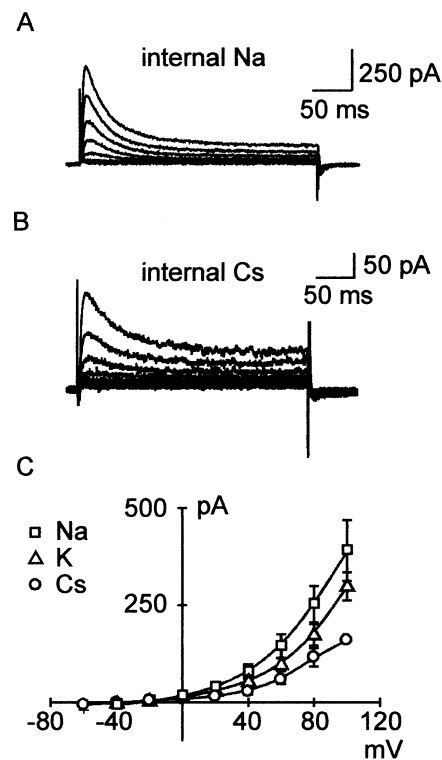 A
internal Na
250 pA
50 ms
B
internal Cs
50 pA
50 ms
C
500
pA
Na
K
Cs
250
-80
-40
0
40
80
120
mV